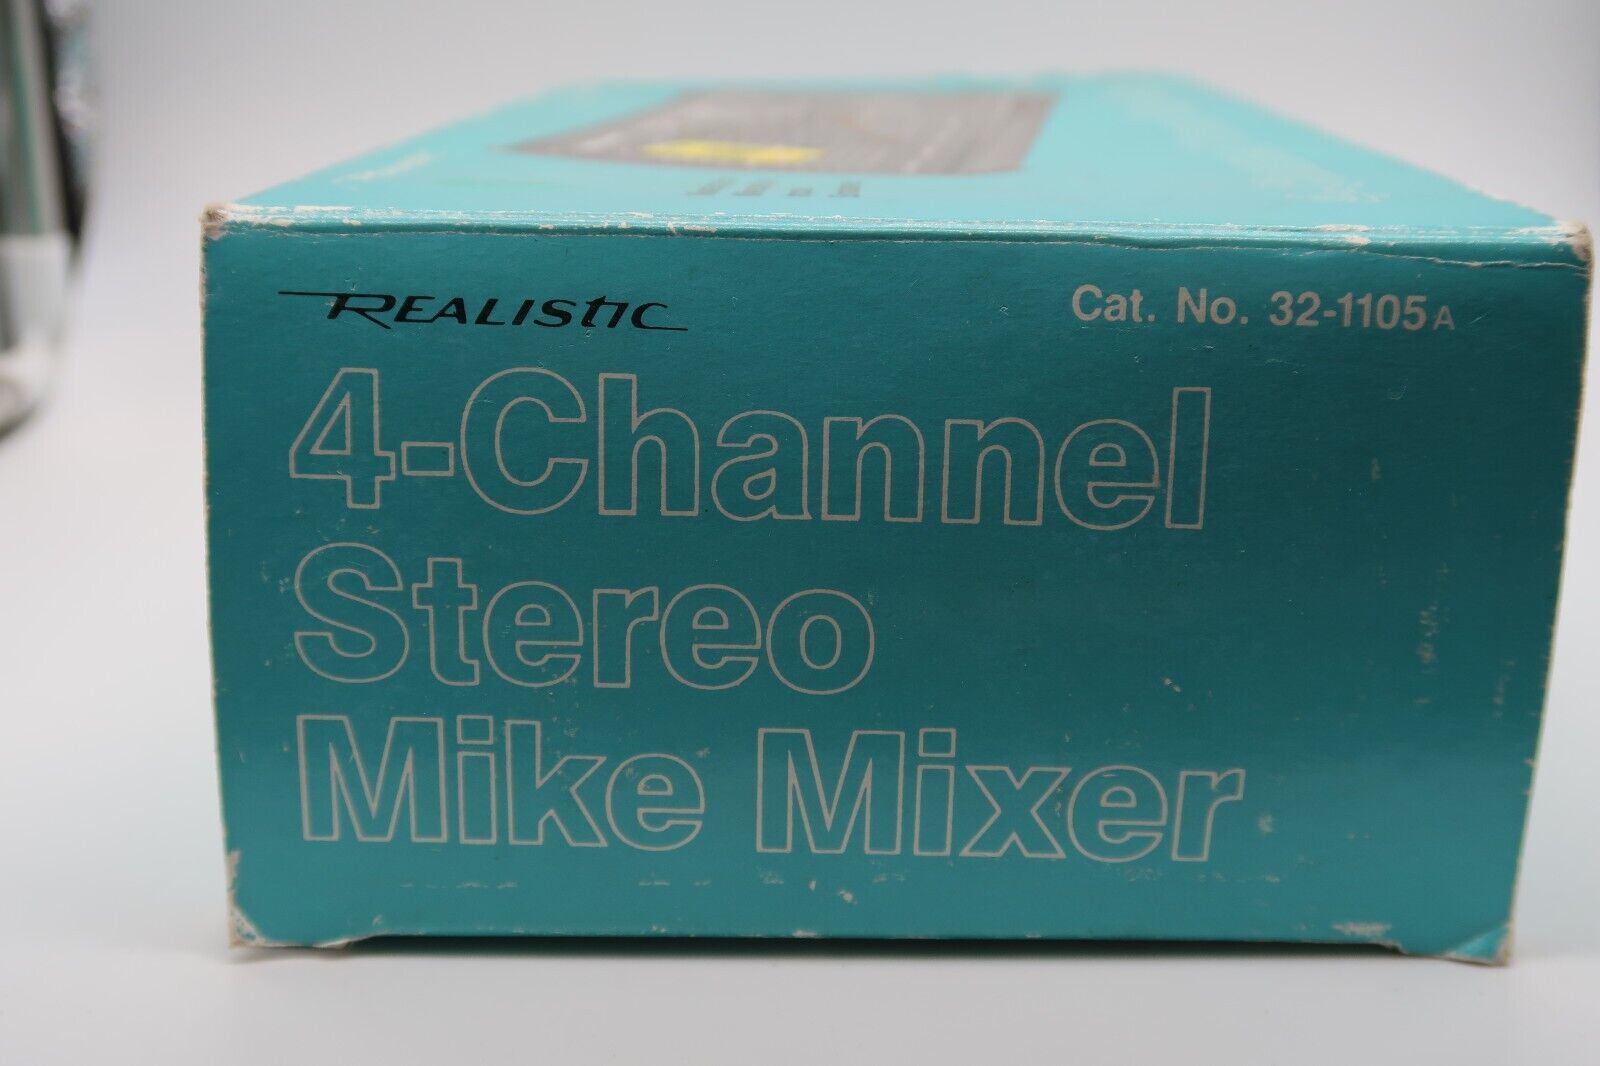 REALISTIC
Cat. No. 32-1105A
4-Channel
Stereo
Mike Mixer